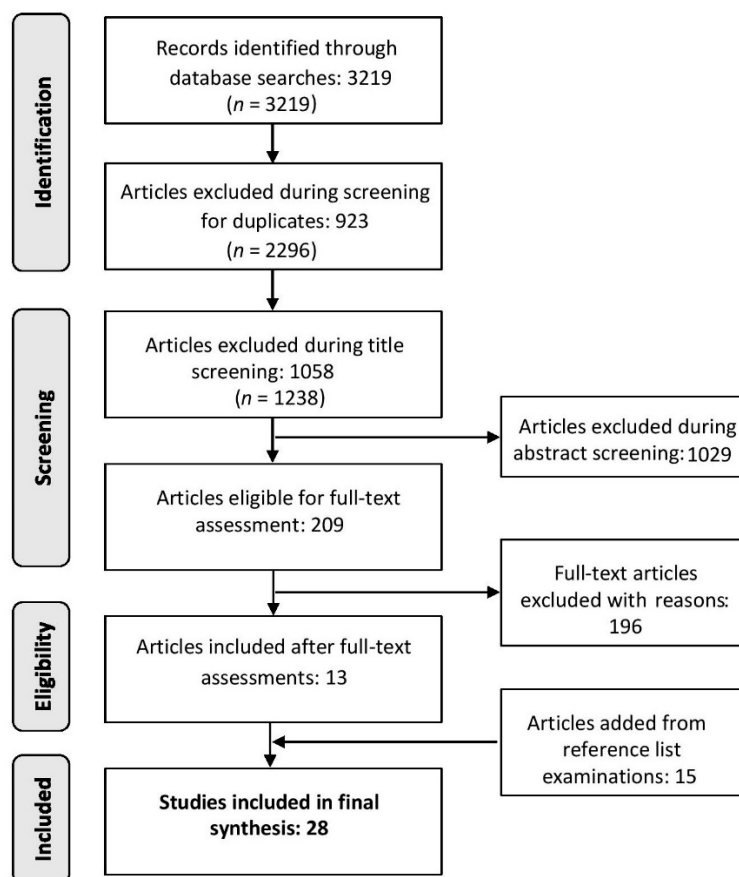 Identification
Records identified through
database searches: 3219
(n = 3219)
Articles excluded during screening
for duplicates: 923
(n = 2296)
Screening
Articles excluded during title
screening: 1058
(n = 1238)
Articles excluded during
abstract screening: 1029
Articles eligible for full-text
assessment: 209
Full-text articles
excluded with reasons:
196
Eligibility
Articles included after full-text
assessments: 13
Articles added from
reference list
examinations: 15
Included
Studies included in final
synthesis: 28